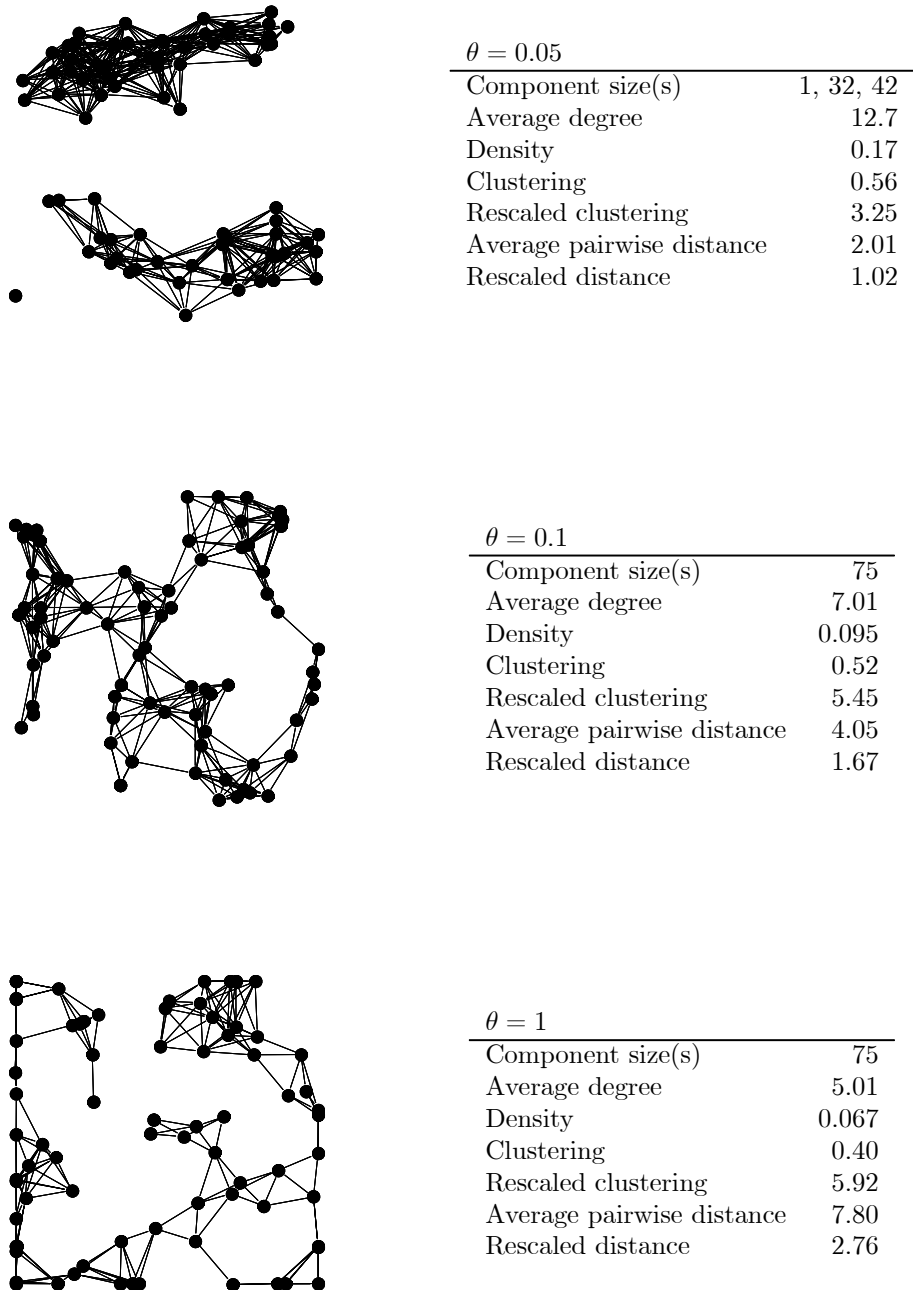 θ = 0.05
Component size(s) 1, 32, 42
Average degree 12.7
Density 0.17
Clustering 0.56
Rescaled clustering 3.25
Average pairwise distance 2.01
Rescaled distance 1.02
θ = 0.1
Component size(s) 75
Average degree 7.01
Density 0.095
Clustering 0.52
Rescaled clustering 5.45
Average pairwise distance 4.05
Rescaled distance 1.67
θ = 1
Component size(s) 75
Average degree 5.01
Density 0.067
Clustering 0.40
Rescaled clustering 5.92
Average pairwise distance 7.80
Rescaled distance 2.76